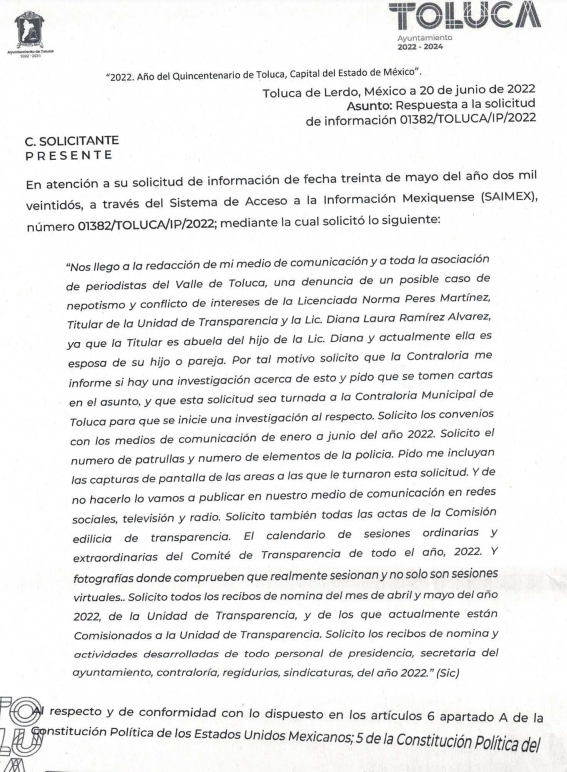 Ayuntamiento de Toluca
2022 - 2024
TOLUCA
Ayuntamiento
2022 - 2024
“2022. Año del Quincentenario de Toluca, Capital del Estado de México”.
Toluca de Lerdo, México a 20 de junio de 2022
Asunto: Respuesta a la solicitud
de información 01382/TOLUCA/IP/2022
C. SOLICITANTE
P R E S E N T E
En atención a su solicitud de información de fecha treinta de mayo del año dos mil
veintidós, a través del Sistema de Acceso a la Información Mexiquense (SAIMEX),
número 01382/TOLUCA/IP/2022; mediante la cual solicitó lo siguiente:
“Nos llego a la redacción de mi medio de comunicación y a toda la asociación
de periodistas del Valle de Toluca, una denuncia de un posible caso de
nepotismo y conflicto de intereses de la Licenciada Norma Peres Martínez,
Titular de la Unidad de Transparencia y la Lic. Diana Laura Ramírez Alvarez,
ya que la Titular es abuela del hijo de la Lic. Diana y actualmente ella es
esposa de su hijo o pareja. Por tal motivo solicito que la Contraloria me
informe si hay una investigación acerca de esto y pido que se tomen cartas
en el asunto, y que esta solicitud sea turnada a la Contraloria Municipal de
Toluca para que se inicie una investigación al respecto. Solicito los convenios
con los medios de comunicación de enero a junio del año 2022. Solicito el
numero de patrullas y numero de elementos de la policia. Pido me incluyan
las capturas de pantalla de las areas a las que le turnaron esta solicitud. Y de
no hacerlo lo vamos a publicar en nuestro medio de comunicación en redes
sociales, televisión y radio. Solicito también todas las actas de la Comisión
edilicia de transparencia. El calendario de sesiones ordinarias y
extraordinarias del Comité de Transparencia de todo el año, 2022. Y
fotografías donde comprueben que realmente sesionan y no solo son sesiones
virtuales.. Solicito todos los recibos de nomina del mes de abril y mayo del año
2022, de la Unidad de Transparencia, y de los que actualmente están
Comisionados a la Unidad de Transparencia. Solicito los recibos de nomina y
actividades desarrolladas de todo personal de presidencia, secretaria del
ayuntamiento, contraloría, regidurias, sindicaturas, del año 2022.” (Sic)
Al respecto y de conformidad con lo dispuesto en los artículos 6 apartado A de la
Constitución Política de los Estados Unidos Mexicanos; 5 de la Constitución Política del
TO
LU